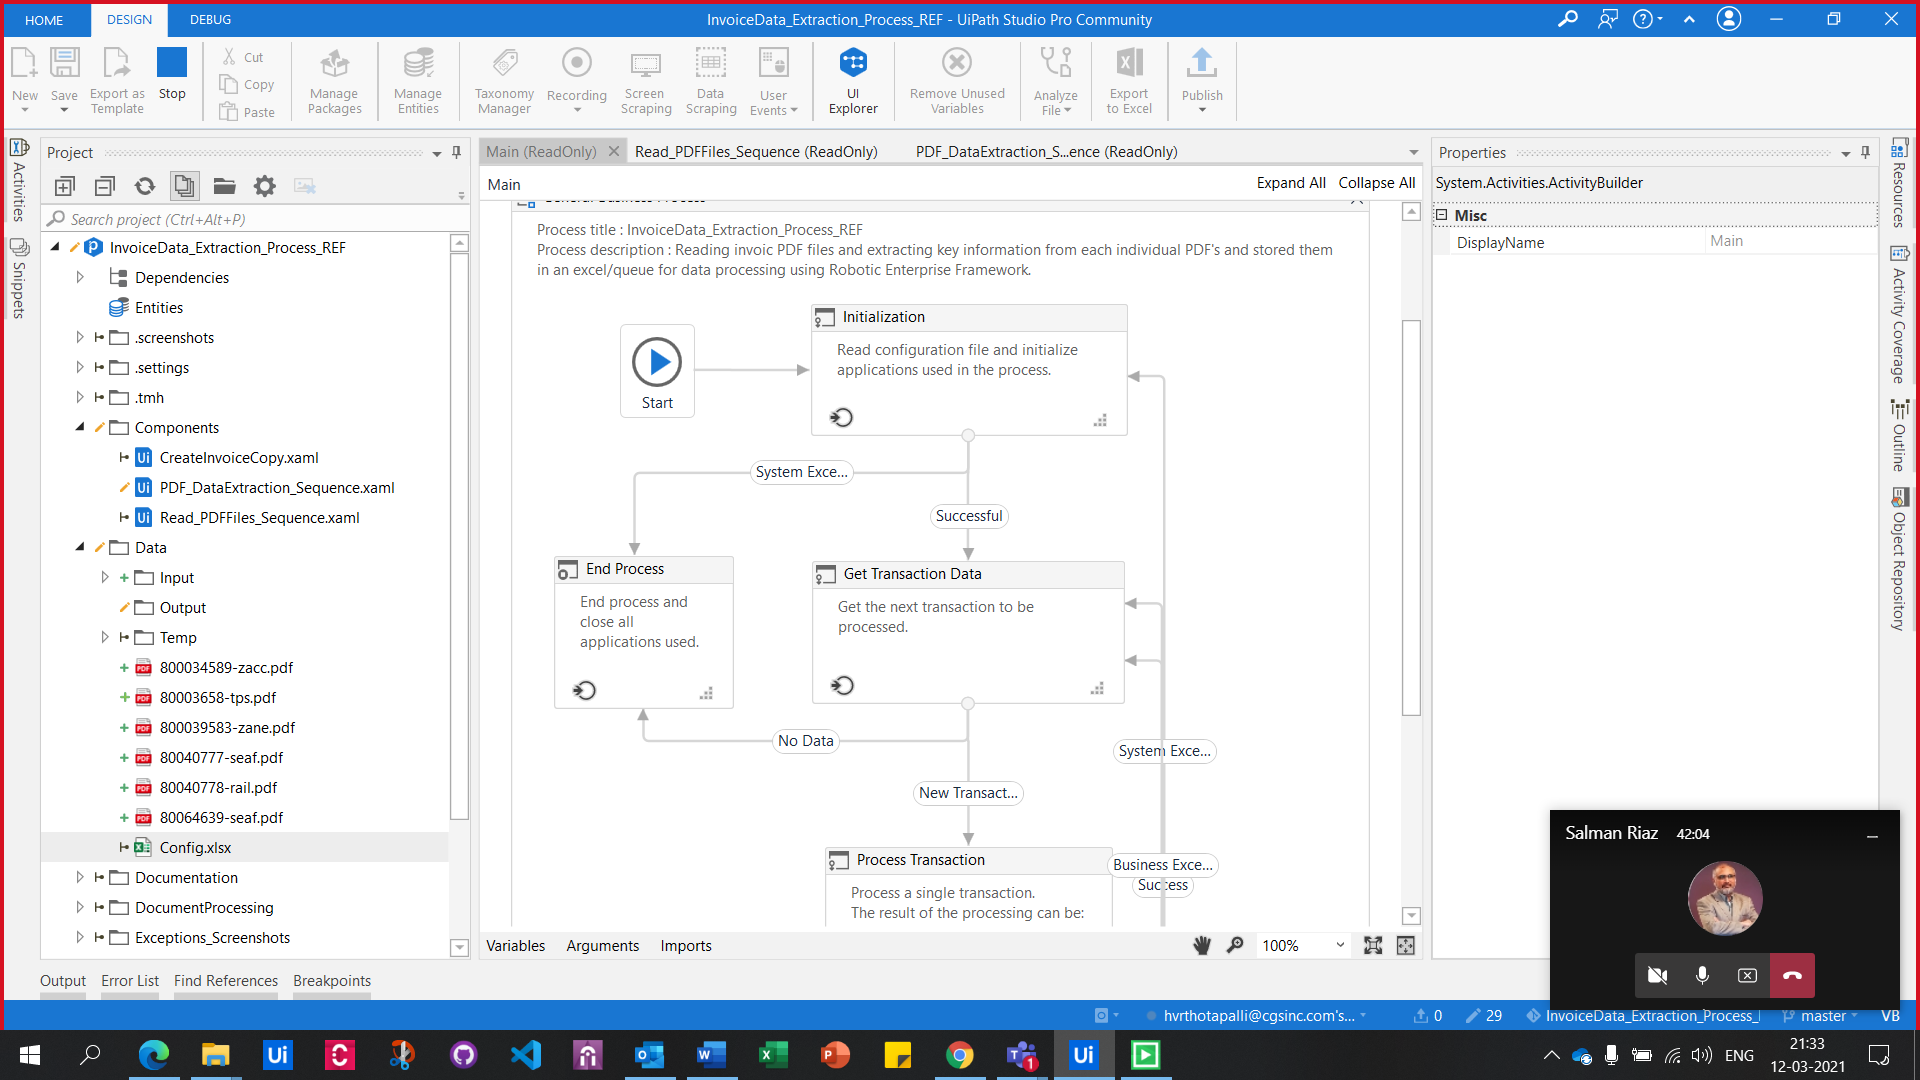 HOME
DESIGN
DEBUG
InvoiceData_Extraction_Process_REF - UiPath Studio Pro Community
New
Save
Export as Template
Stop
Cut
Copy
Paste
Manage Packages
Manage Entities
Taxonomy Manager
Recording
Screen Scraping
Data Scraping
User Events
UI Explorer
Remove Unused Variables
Analyze File
Export to Excel
Publish
Activities
Snippets
Project
Search project (Ctrl+Alt+P)
InvoiceData_Extraction_Process_REF
Dependencies
Entities
.screenshots
.settings
.tmh
Components
CreateInvoiceCopy.xaml
PDF_DataExtraction_Sequence.xaml
Read_PDFFiles_Sequence.xaml
Data
Input
Output
Temp
800034589-zacc.pdf
80003658-tps.pdf
800039583-zane.pdf
80040777-seaf.pdf
80040778-rail.pdf
80064639-seaf.pdf
Config.xlsx
Documentation
DocumentProcessing
Exceptions_Screenshots
Main (ReadOnly)
Read_PDFFiles_Sequence (ReadOnly)
PDF_DataExtraction_S...ence (ReadOnly)
Main
Expand All
Collapse All
General Business Process
Process title : InvoiceData_Extraction_Process_REF
Process description : Reading invoic PDF files and extracting key information from each individual PDF's and stored them
in an excel/queue for data processing using Robotic Enterprise Framework.
Start
Initialization
Read configuration file and initialize
applications used in the process.
System Exce...
Successful
End Process
End process and
close all
applications used.
Get Transaction Data
Get the next transaction to be
processed.
No Data
System Exce...
New Transact...
Process Transaction
Process a single transaction.
The result of the processing can be:
Business Exce...
Success
Variables
Arguments
Imports
100%
Properties
System.Activities.ActivityBuilder
Misc
DisplayName
Main
Resources
Activity Coverage
Outline
Object Repository
Salman Riaz
42:04
Output
Error List
Find References
Breakpoints
hvrthotapalli@cgsinc.com's...
0
29
InvoiceData_Extraction_Process_
master
VB
ENG
21:33
12-03-2021